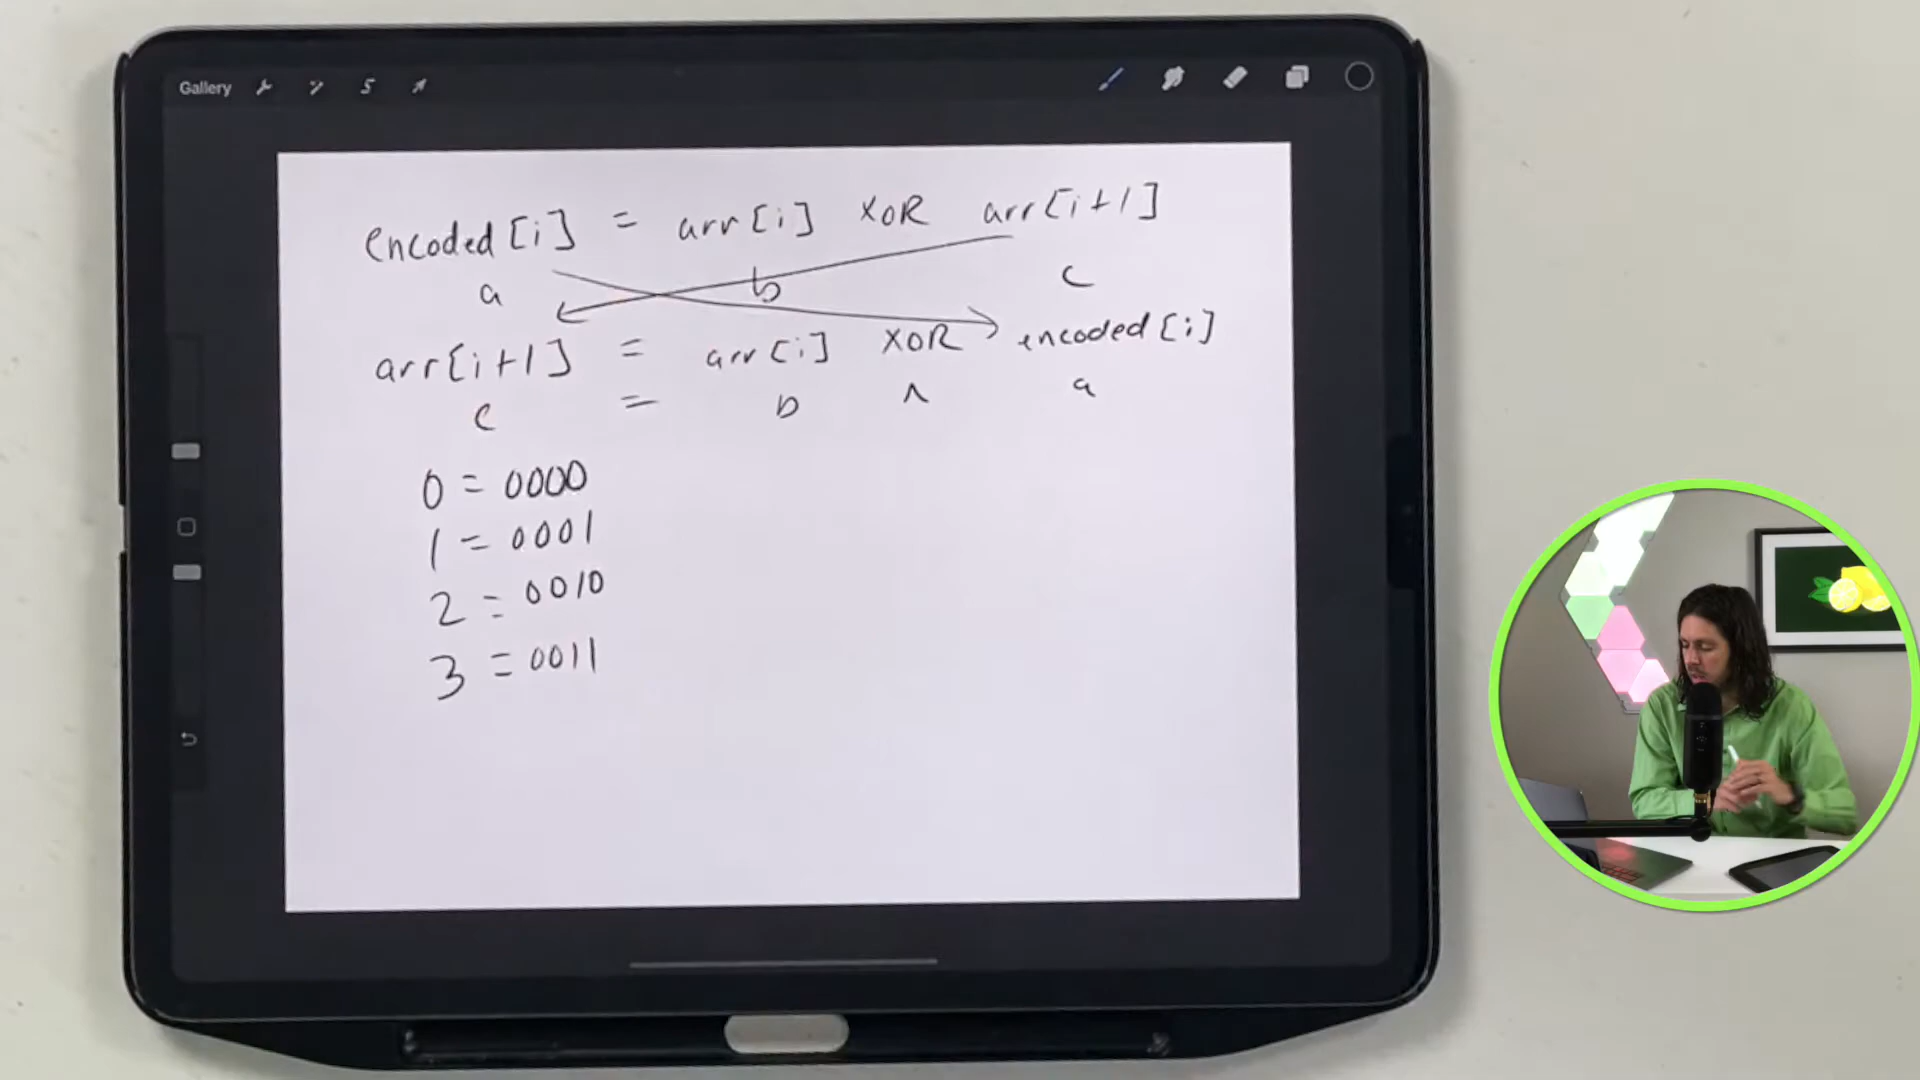 Gallery
encoded[i] = arr[i] XOR arr[i+1]
a b c
arr[i+1] = arr[i] XOR encoded[i]
c = b ^ a
0 = 0000
1 = 0001
2 = 0010
3 = 0011